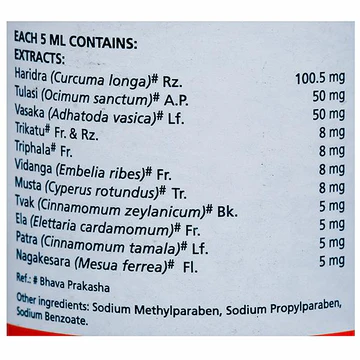 EACH 5 ML CONTAINS:
EXTRACTS:
Haridra (Curcuma longa)# Rz. 100.5 mg
Tulasi (Ocimum sanctum)# A.P. 50 mg
Vasaka (Adhatoda vasica)# Lf. 50 mg
Trikatu# Fr. & Rz. 8 mg
Triphala# Fr. 8 mg
Vidanga (Embelia ribes)# Fr. 8 mg
Musta (Cyperus rotundus)# Tr. 8 mg
Tvak (Cinnamomum zeylanicum)# Bk. 5 mg
Ela (Elettaria cardamomum)# Fr. 5 mg
Patra (Cinnamomum tamala)# Lf. 5 mg
Nagakesara (Mesua ferrea)# Fl. 5 mg
Ref.: # Bhava Prakasha
Other ingredients: Sodium Methylparaben, Sodium Propylparaben,
Sodium Benzoate.